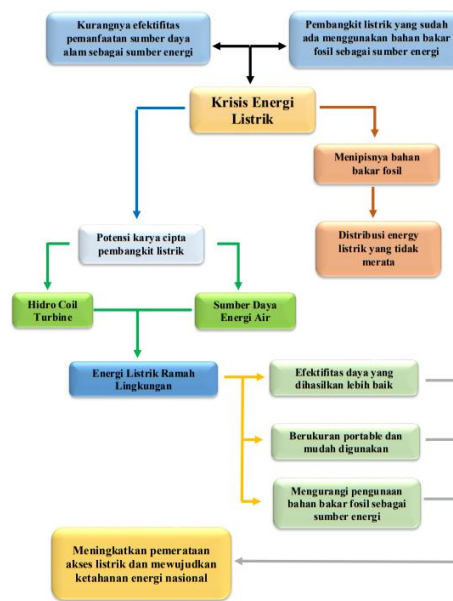 Kurangnya efektifitas
pemanfaatan sumber daya
alam sebagai sumber energi
Pembangkit listrik yang sudah
ada menggunakan bahan bakar
fosil sebagai sumber energi
Krisis Energi
Listrik
Menipisnya bahan
bakar fosil
Potensi karya cipta
pembangkit listrik
Distribusi energy
listrik yang tidak
merata
Hidro Coil
Turbine
Sumber Daya
Energi Air
Energi Listrik Ramah
Lingkungan
Efektifitas daya yang
dihasilkan lebih baik
Berukuran portable dan
mudah digunakan
Mengurangi pengunaan
bahan bakar fosil sebagai
sumber energi
Meningkatkan pemerataan
akses listrik dan mewujudkan
ketahanan energi nasional